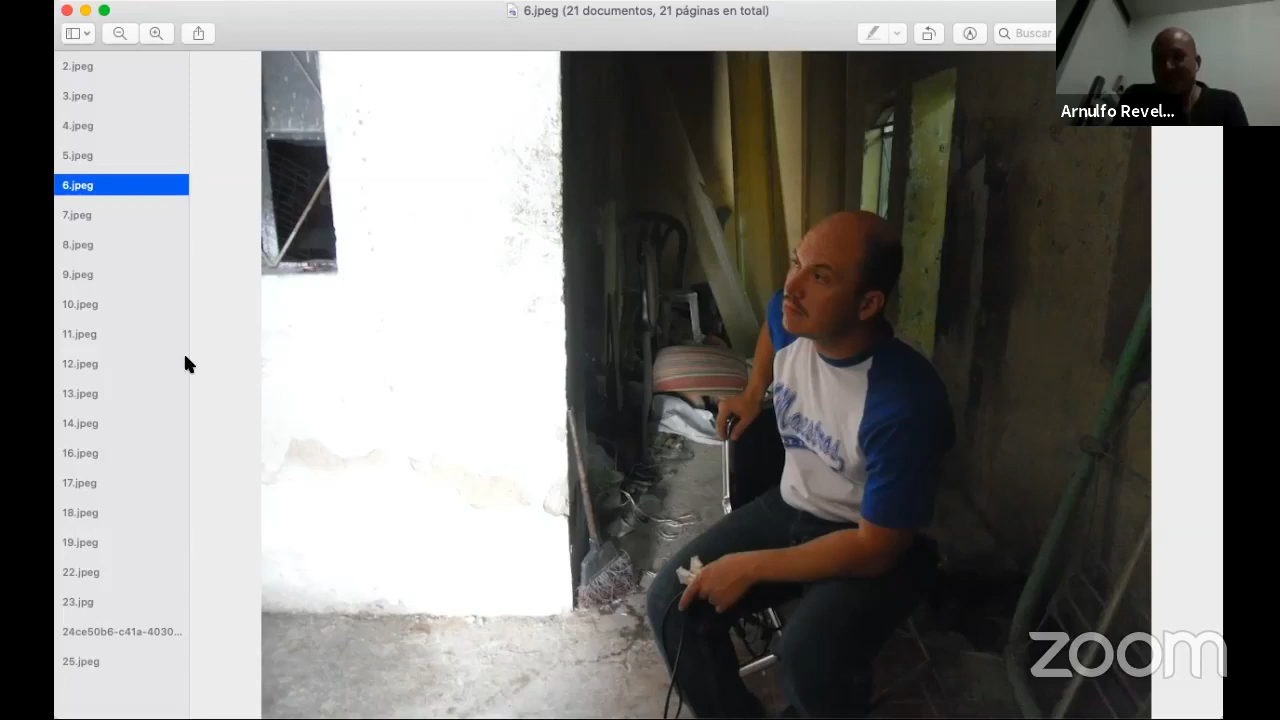 6.jpeg (21 documentos, 21 páginas en total)
Buscar
2.jpeg
3.jpeg
4.jpeg
5.jpeg
6.jpeg
7.jpeg
8.jpeg
9.jpeg
10.jpeg
11.jpeg
12.jpeg
13.jpeg
14.jpeg
16.jpeg
17.jpeg
18.jpeg
19.jpeg
22.jpeg
23.jpg
24ce50b6-c41a-4030...
25.jpeg
Arnulfo Revel...
Maestros
zoom